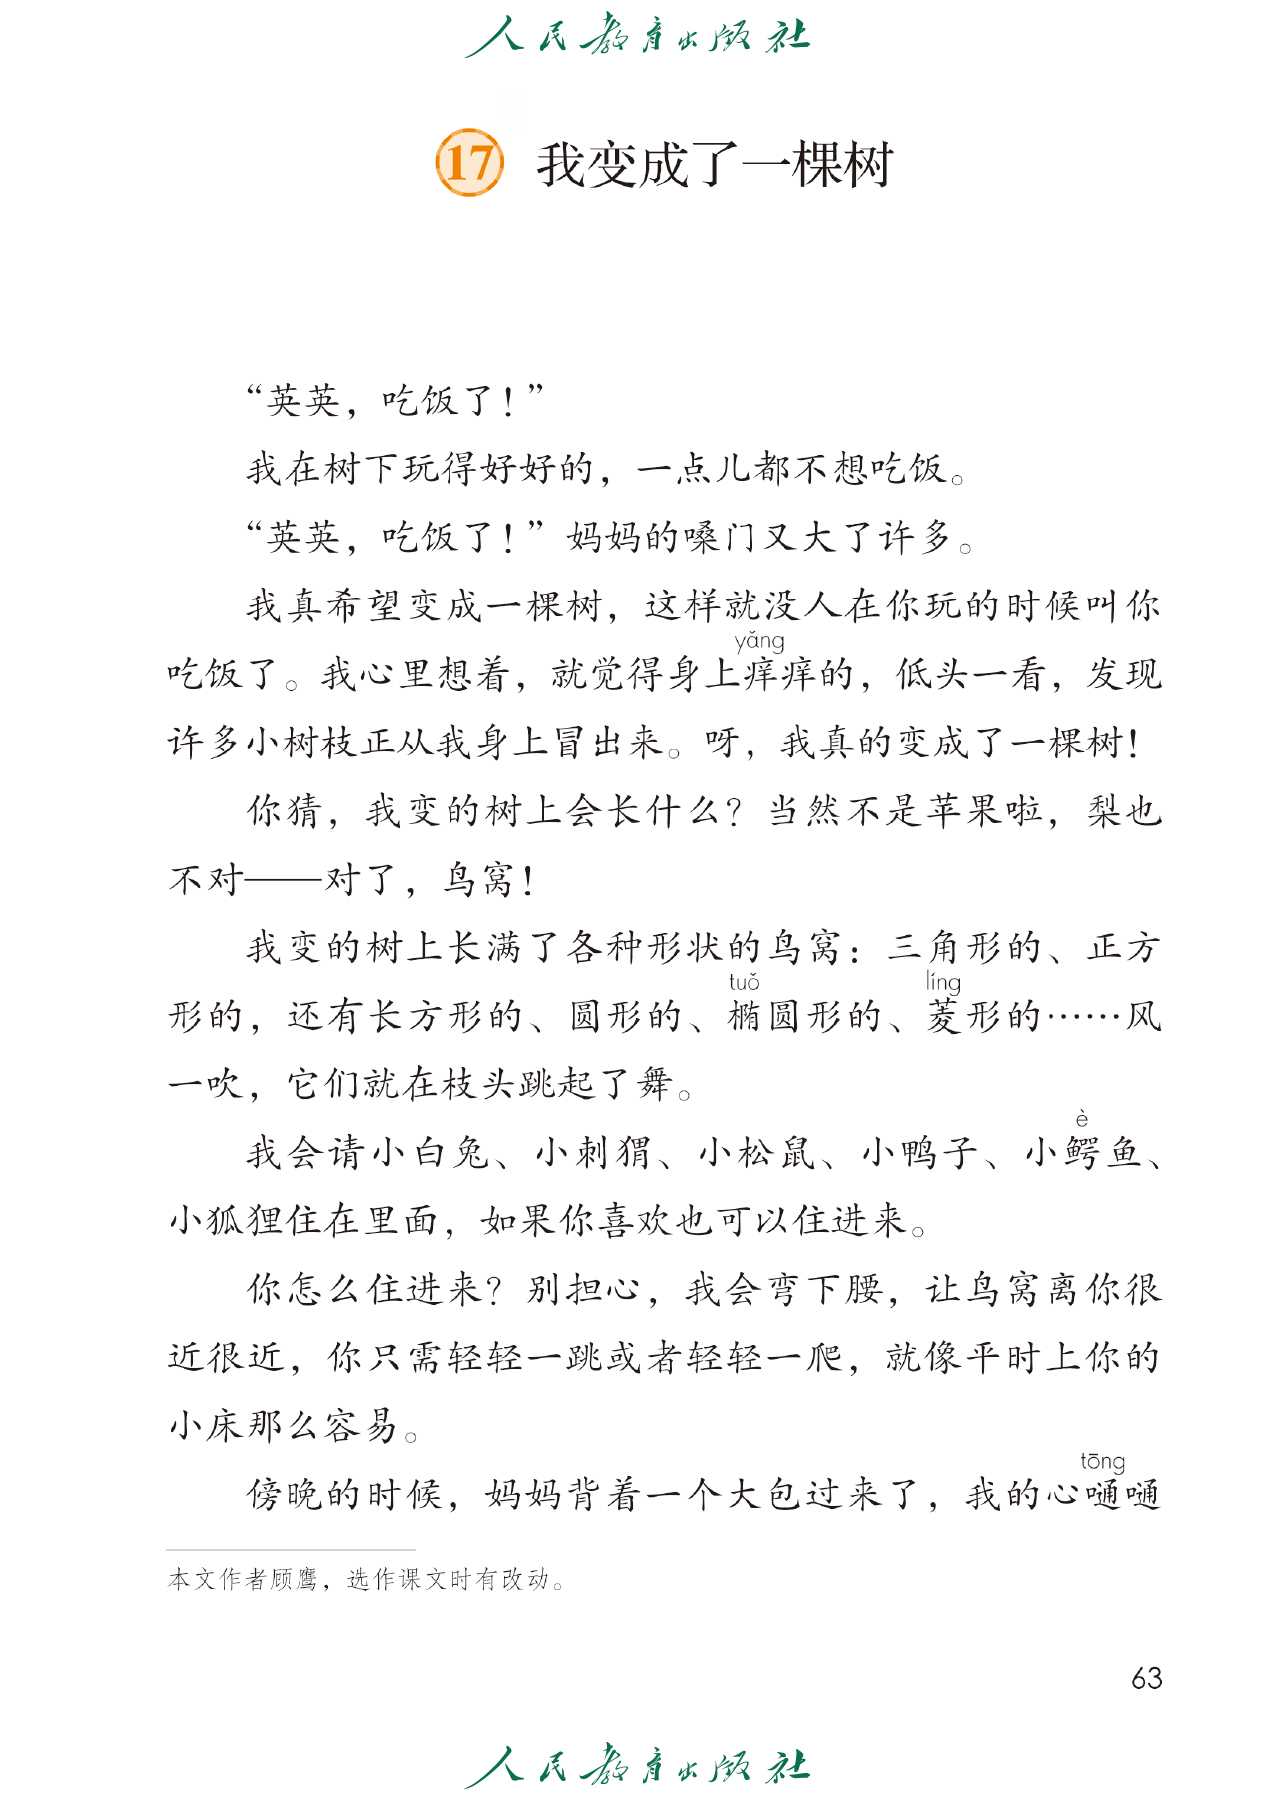 人民教育出版社
17 我变成了一棵树
“英英，吃饭了！”
我在树下玩得好好的，一点儿都不想吃饭。
“英英，吃饭了！”妈妈的嗓门又大了许多。
我真希望变成一棵树，这样就没人在你玩的时候叫你
yǎng
吃饭了。我心里想着，就觉得身上痒痒的，低头一看，发现
许多小树枝正从我身上冒出来。呀，我真的变成了一棵树！
你猜，我变的树上会长什么？当然不是苹果啦，梨也
不对——对了，鸟窝！
我变的树上长满了各种形状的鸟窝：三角形的、正方
tuǒ líng
形的，还有长方形的、圆形的、椭圆形的、菱形的……风
一吹，它们就在枝头跳起了舞。
è
我会请小白兔、小刺猬、小松鼠、小鸭子、小鳄鱼、
小狐狸住在里面，如果你喜欢也可以住进来。
你怎么住进来？别担心，我会弯下腰，让鸟窝离你很
近很近，你只需轻轻一跳或者轻轻一爬，就像平时上你的
小床那么容易。
tōng
傍晚的时候，妈妈背着一个大包过来了，我的心嗵嗵
本文作者顾鹰，选作课文时有改动。
63
人民教育出版社